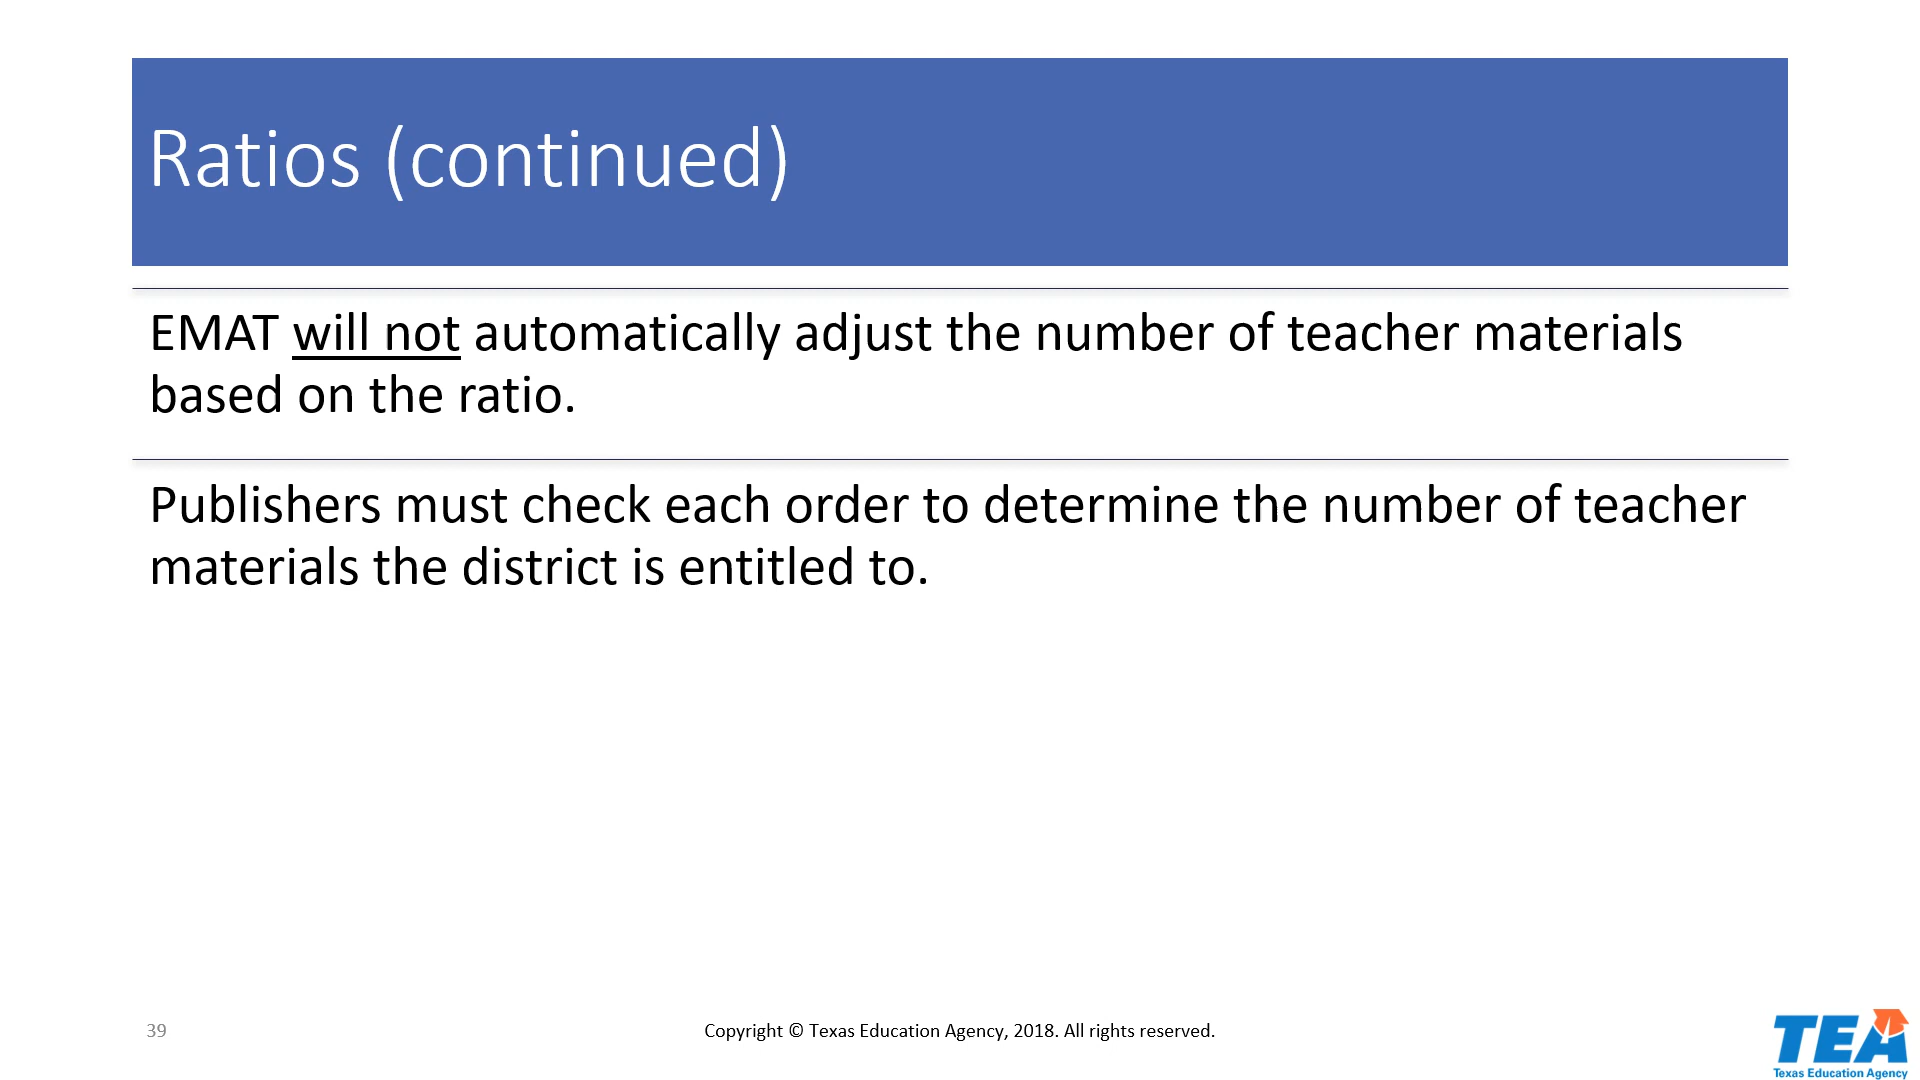 Ratios (continued)
EMAT will not automatically adjust the number of teacher materials
based on the ratio.
Publishers must check each order to determine the number of teacher
materials the district is entitled to.
39
Copyright © Texas Education Agency, 2018. All rights reserved.
TEA
Texas Education Agency